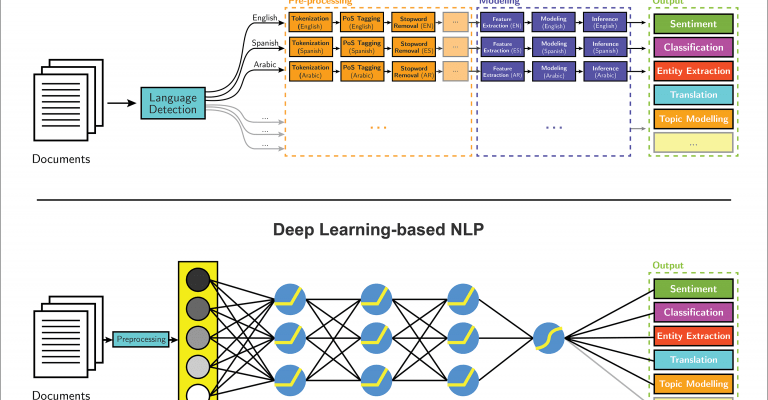 Pre-processing
Modeling
Output
English
Tokenization
(English)
PoS Tagging
(English)
Stopword
Removal (EN)
...
Feature
Extraction (EN)
Modeling
(English)
Inference
(English)
Sentiment
Spanish
Tokenization
(Spanish)
PoS Tagging
(Spanish)
Stopword
Removal (ES)
...
Feature
Extraction (ES)
Modeling
(Spanish)
Inference
(Spanish)
Classification
Arabic
Tokenization
(Arabic)
PoS Tagging
(Arabic)
Stopword
Removal (AR)
...
Feature
Extraction (AR)
Modeling
(Arabic)
Inference
(Arabic)
Entity Extraction
Language
Detection
Translation
...
...
...
...
...
Topic Modelling
...
Documents
Deep Learning-based NLP
Output
Sentiment
Classification
Preprocessing
Entity Extraction
Translation
Topic Modelling
Documents